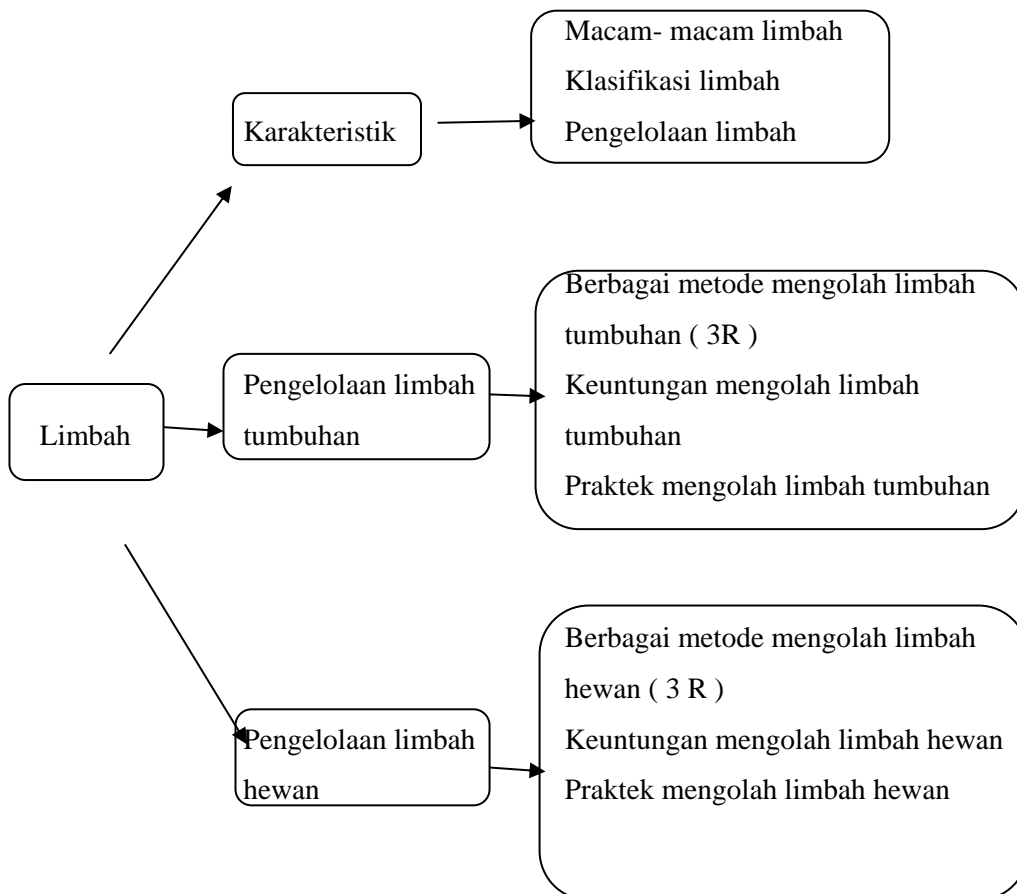 Macam- macam limbah
Klasifikasi limbah
Pengelolaan limbah
Karakteristik
Berbagai metode mengolah limbah
tumbuhan ( 3R )
Keuntungan mengolah limbah
tumbuhan
Praktek mengolah limbah tumbuhan
Pengelolaan limbah
tumbuhan
Limbah
Berbagai metode mengolah limbah
hewan ( 3 R )
Keuntungan mengolah limbah hewan
Praktek mengolah limbah hewan
Pengelolaan limbah
hewan